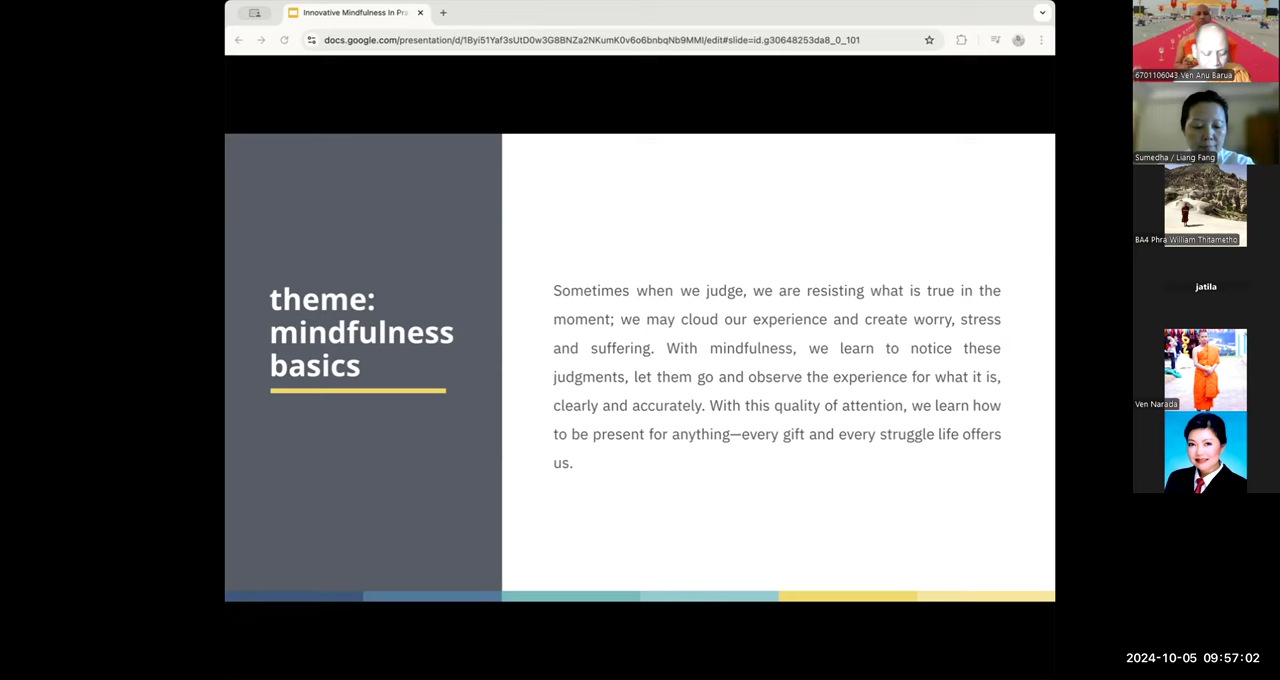 Innovative Mindfulness In Pra
docs.google.com/presentation/d/18yi51Yaf3sUtD0w3G8BNZa2NKumK0v6o6bnbqNb9MMI/edit#slide=id.g30648253da8_0_101
theme:
mindfulness
basics
Sometimes when we judge, we are resisting what is true in the
moment; we may cloud our experience and create worry, stress
and suffering. With mindfulness, we learn to notice these
judgments, let them go and observe the experience for what it is,
clearly and accurately. With this quality of attention, we learn how
to be present for anything—every gift and every struggle life offers
us.
6701106043 Ven Anu Barua
Sumedha / Liang Fang
BA4 Phra William Thitametho
jatila
Ven Narada
2024-10-05 09:57:02